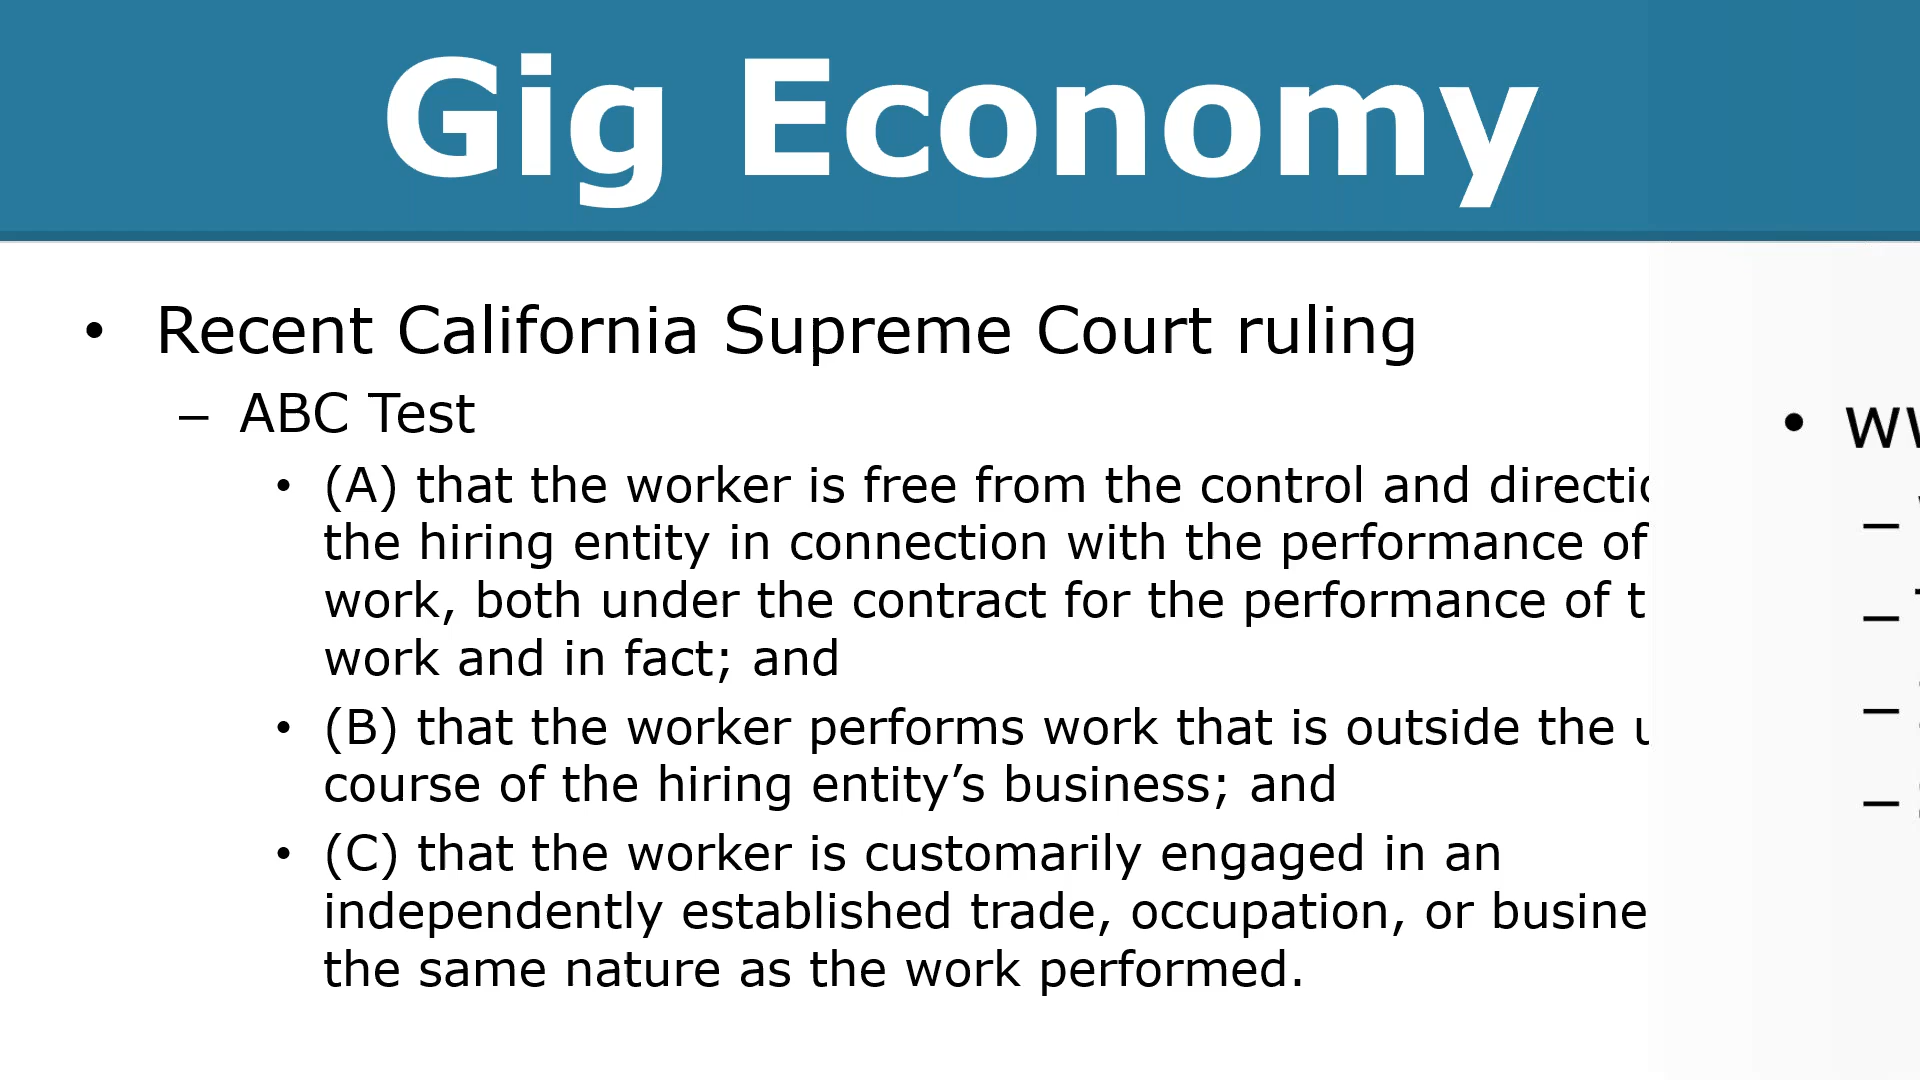 Gig Economy
• Recent California Supreme Court ruling
– ABC Test
• (A) that the worker is free from the control and
the hiring entity in connection with the performance of
work, both under the contract for the performance of
work and in fact; and
• (B) that the worker performs work that is outside the
course of the hiring entity’s business; and
• (C) that the worker is customarily engaged in an
independently established trade, occupation, or
the same nature as the work performed.